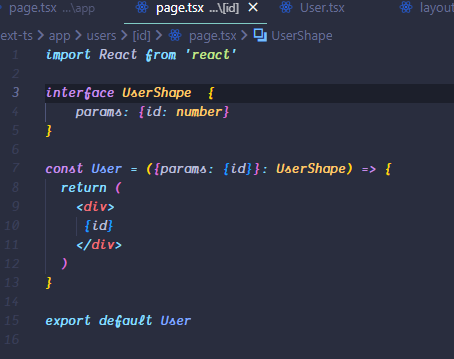 page.tsx ...\app
page.tsx ...\[id] ×
User.tsx
layout
ext-ts > app > users > [id] > page.tsx > UserShape
1 import React from 'react'
2
3 interface UserShape  {
4     params: {id: number}
5 }
6
7 const User = ({params: {id}}: UserShape) => {
8   return (
9     <div>
10      {id}
11     </div>
12   )
13 }
14
15 export default User
16